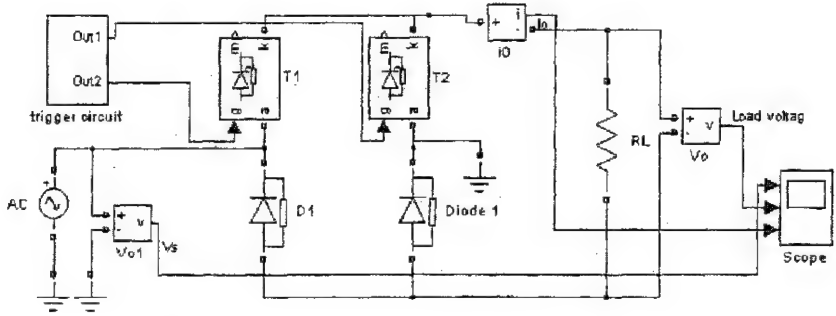 Out1
Out2
trigger circuit
m
k
g
a
T1
m
k
g
a
T2
+
-
i
Io
i0
RL
+
-
v
Vo
Load voltag
Scope
AC
+
+
-
v
Vo1
Vs
D1
Diode 1